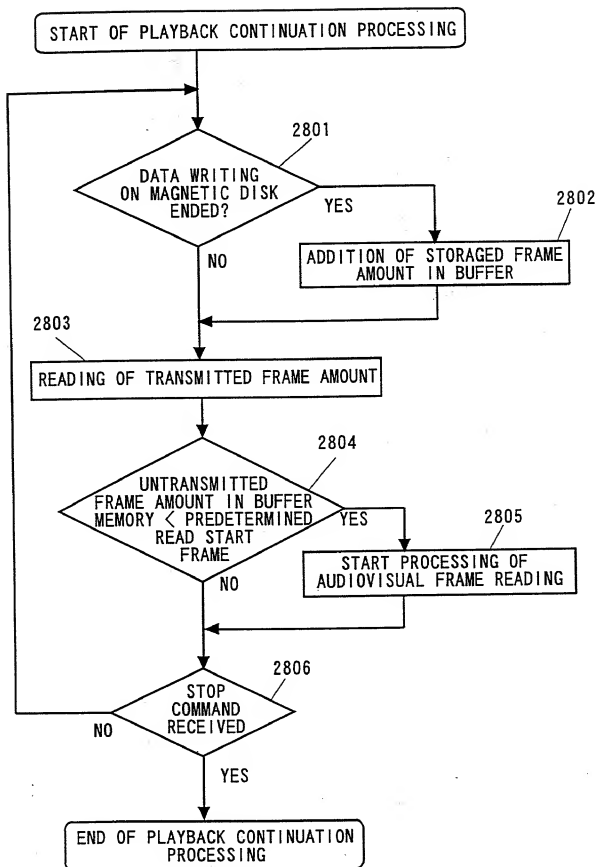 START OF PLAYBACK CONTINUATION PROCESSING
2801
DATA WRITING
ON MAGNETIC DISK
ENDED?
YES
2802
NO
ADDITION OF STORAGED FRAME
AMOUNT IN BUFFER
2803
READING OF TRANSMITTED FRAME AMOUNT
2804
UNTRANSMITTED
FRAME AMOUNT IN BUFFER
MEMORY < PREDETERMINED
READ START
FRAME
YES
2805
NO
START PROCESSING OF
AUDIOVISUAL FRAME READING
2806
STOP
COMMAND
RECEIVED
NO
YES
END OF PLAYBACK CONTINUATION
PROCESSING